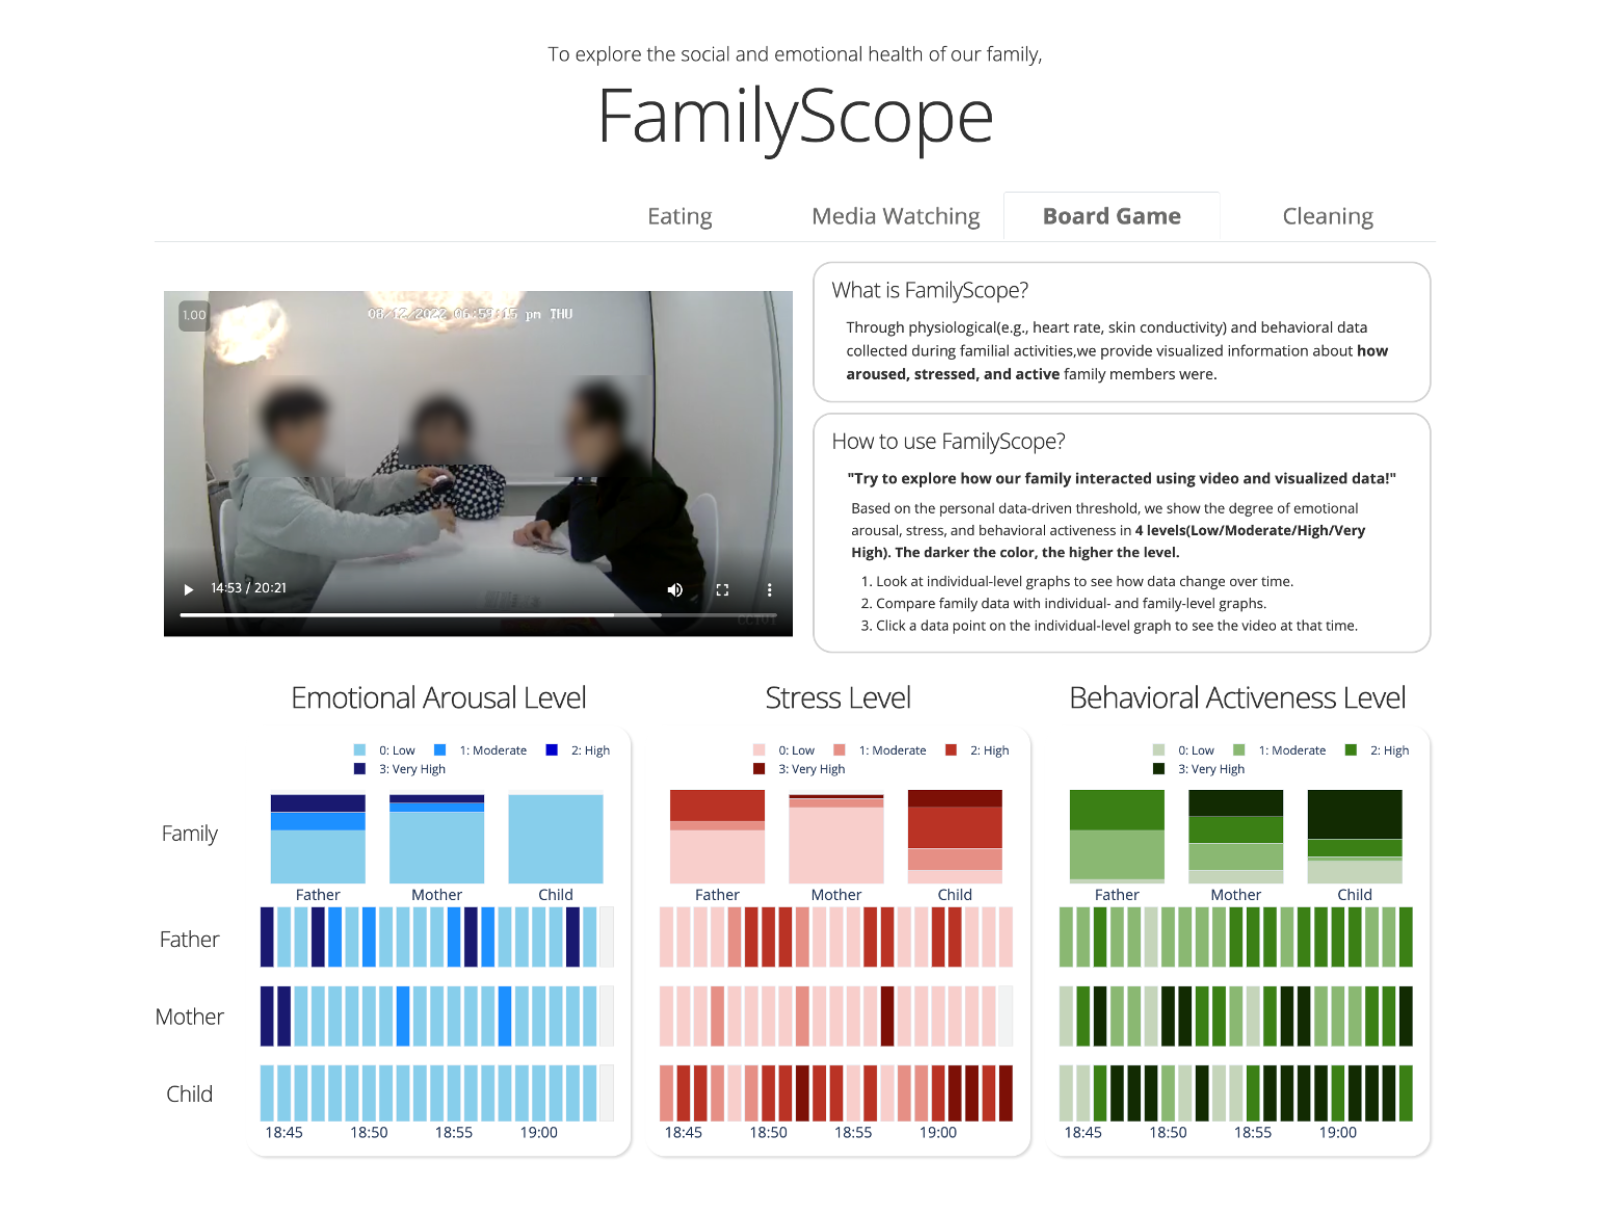 To explore the social and emotional health of our family,
FamilyScope
Eating Media Watching Board Game Cleaning
1.00
08/12/2022 06:59:15 pm THU
14:53 / 20:21
CCTV1
What is FamilyScope?
Through physiological(e.g., heart rate, skin conductivity) and behavioral data
collected during familial activities,we provide visualized information about how
aroused, stressed, and active family members were.
How to use FamilyScope?
"Try to explore how our family interacted using video and visualized data!"
Based on the personal data-driven threshold, we show the degree of emotional
arousal, stress, and behavioral activeness in 4 levels(Low/Moderate/High/Very
High). The darker the color, the higher the level.
1. Look at individual-level graphs to see how data change over time.
2. Compare family data with individual- and family-level graphs.
3. Click a data point on the individual-level graph to see the video at that time.
Emotional Arousal Level
0: Low 1: Moderate 2: High
3: Very High
Family
Father Mother Child
Father
Mother
Child
18:45 18:50 18:55 19:00
Stress Level
0: Low 1: Moderate 2: High
3: Very High
Father Mother Child
18:45 18:50 18:55 19:00
Behavioral Activeness Level
0: Low 1: Moderate 2: High
3: Very High
Father Mother Child
18:45 18:50 18:55 19:00